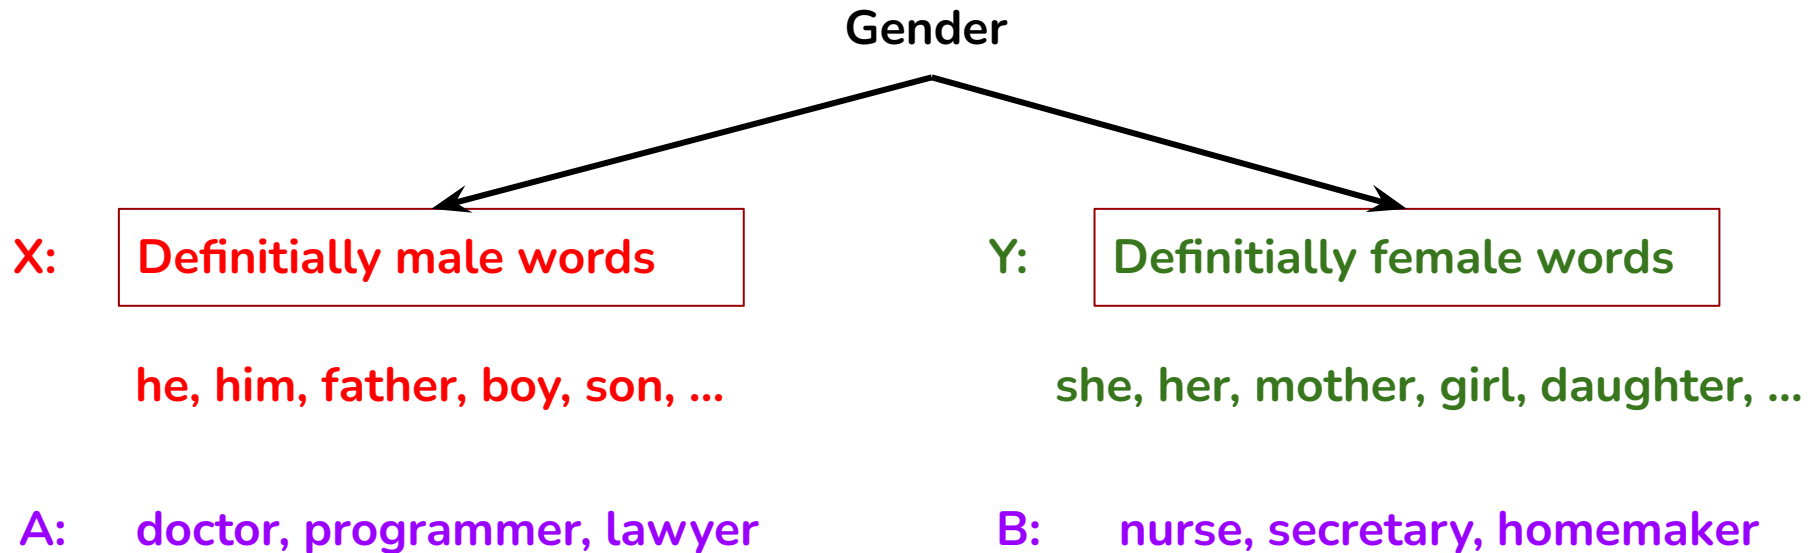 Gender
X: Definitially male words
Y: Definitially female words
he, him, father, boy, son, ...
she, her, mother, girl, daughter, ...
A: doctor, programmer, lawyer
B: nurse, secretary, homemaker